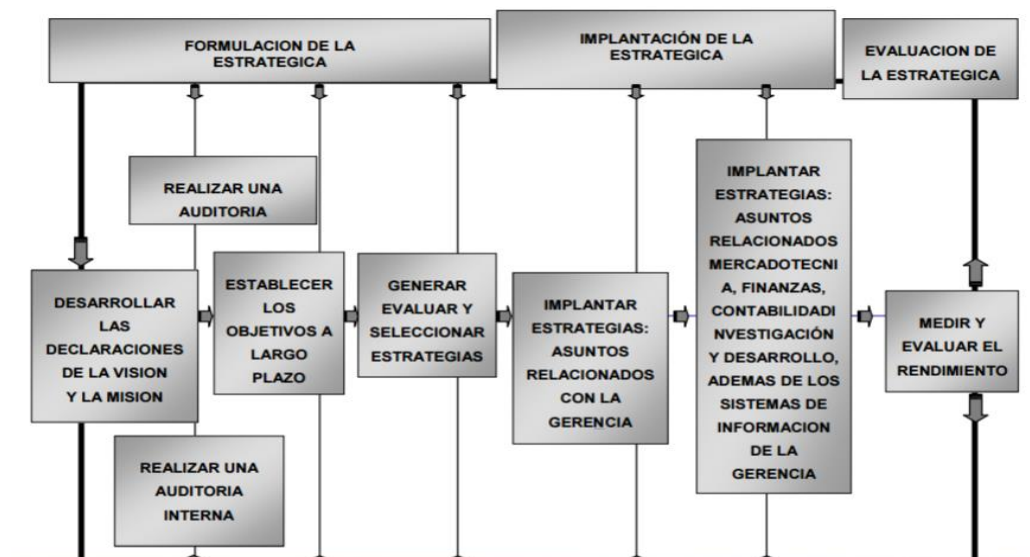 FORMULACION DE LA
ESTRATEGICA
IMPLANTACIÓN DE LA
ESTRATEGICA
EVALUACION DE
LA ESTRATEGICA
REALIZAR UNA
AUDITORIA
DESARROLLAR
LAS
DECLARACIONES
DE LA VISION
Y LA MISION
REALIZAR UNA
AUDITORIA
INTERNA
ESTABLECER
LOS
OBJETIVOS A
LARGO
PLAZO
GENERAR
EVALUAR Y
SELECCIONAR
ESTRATEGIAS
IMPLANTAR
ESTRATEGIAS:
ASUNTOS
RELACIONADOS
CON LA
GERENCIA
IMPLANTAR
ESTRATEGIAS:
ASUNTOS
RELACIONADOS
MERCADOTECNI
A, FINANZAS,
CONTABILIDADI
NVESTIGACIÓN
Y DESARROLLO,
ADEMAS DE LOS
SISTEMAS DE
INFORMACION
DE LA
GERENCIA
MEDIR Y
EVALUAR EL
RENDIMIENTO